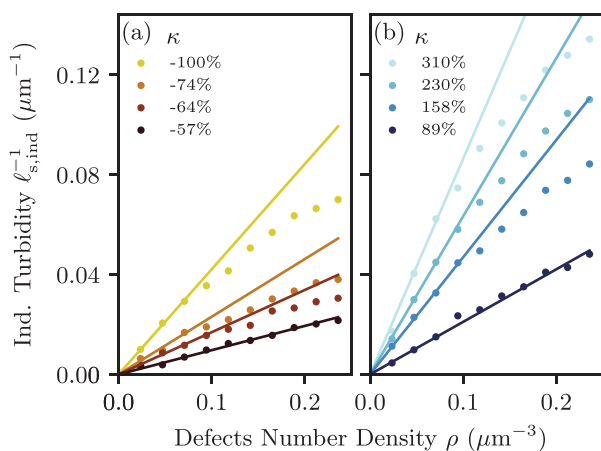 (a) κ
-100%
-74%
-64%
-57%
(b) κ
310%
230%
158%
89%
0.12
0.08
0.04
0.00
0.0 0.1 0.2
0.0 0.1 0.2
Ind. Turbidity ℓ⁻¹s,ind (μm⁻¹)
Defects Number Density ρ (μm⁻³)